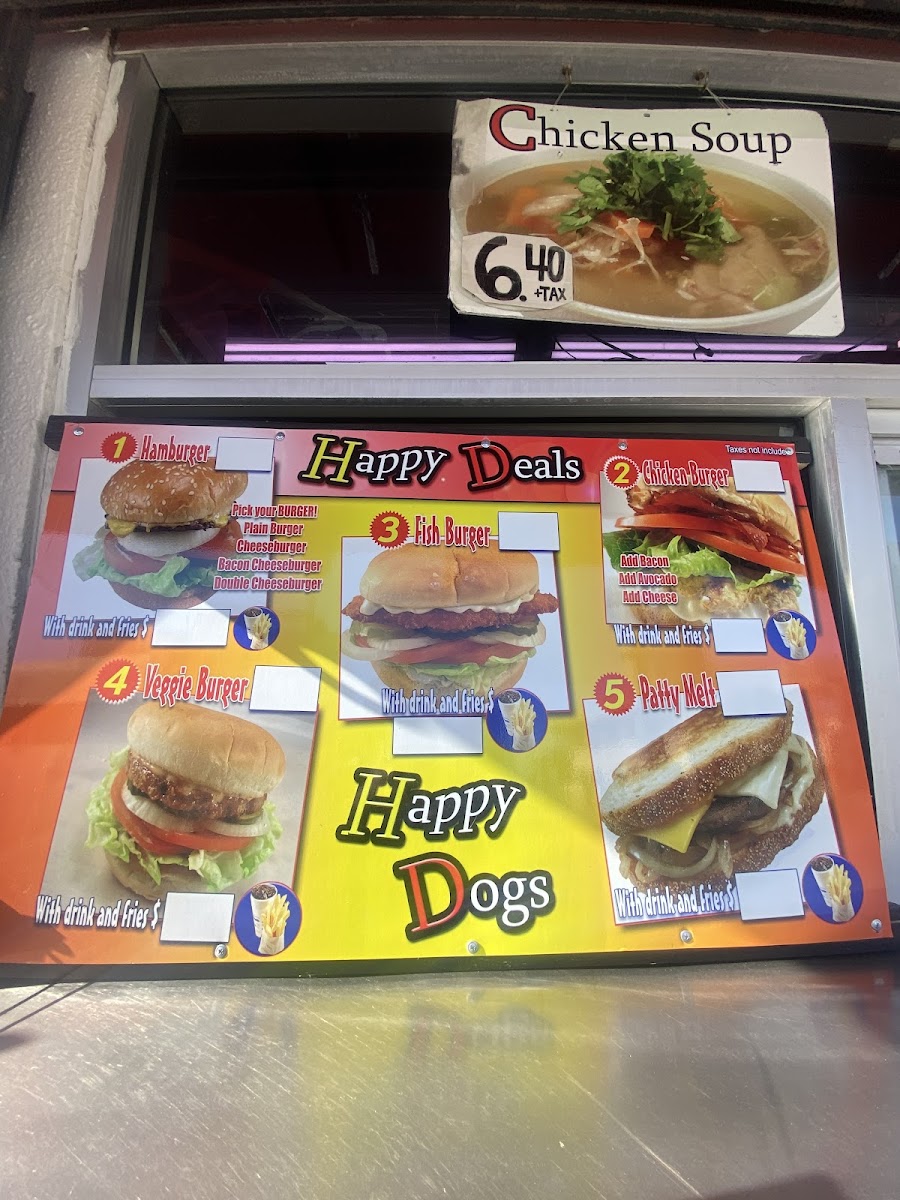 Chicken Soup
6.40
+TAX
Happy Deals
Taxes not included
1 Hamburger
Pick your BURGER!
Plain Burger
Cheeseburger
Bacon Cheeseburger
Double Cheeseburger
With drink and fries $
2 Chicken Burger
Add Bacon
Add Avocado
Add Cheese
With drink and fries $
3 Fish Burger
With drink and fries $
4 Veggie Burger
With drink and fries $
5 Patty Melt
With drink and fries $
Happy
Dogs